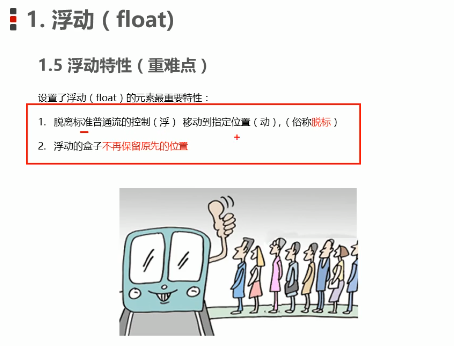 1. 浮动（float)
1.5 浮动特性（重难点）
设置了浮动（float）的元素最重要特性：
1. 脱离标准普通流的控制（浮） 移动到指定位置（动）,（俗称脱标）
2. 浮动的盒子不再保留原先的位置